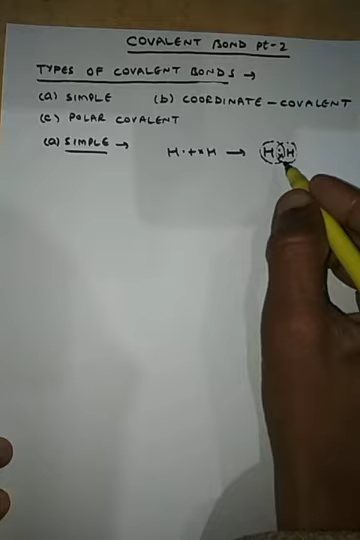 COVALENT BOND Pt-2
TYPES OF COVALENT BONDS →
(a) SIMPLE (b) COORDINATE - COVALENT
(c) POLAR COVALENT
(a) SIMPLE → H· + ×H → H ·× H